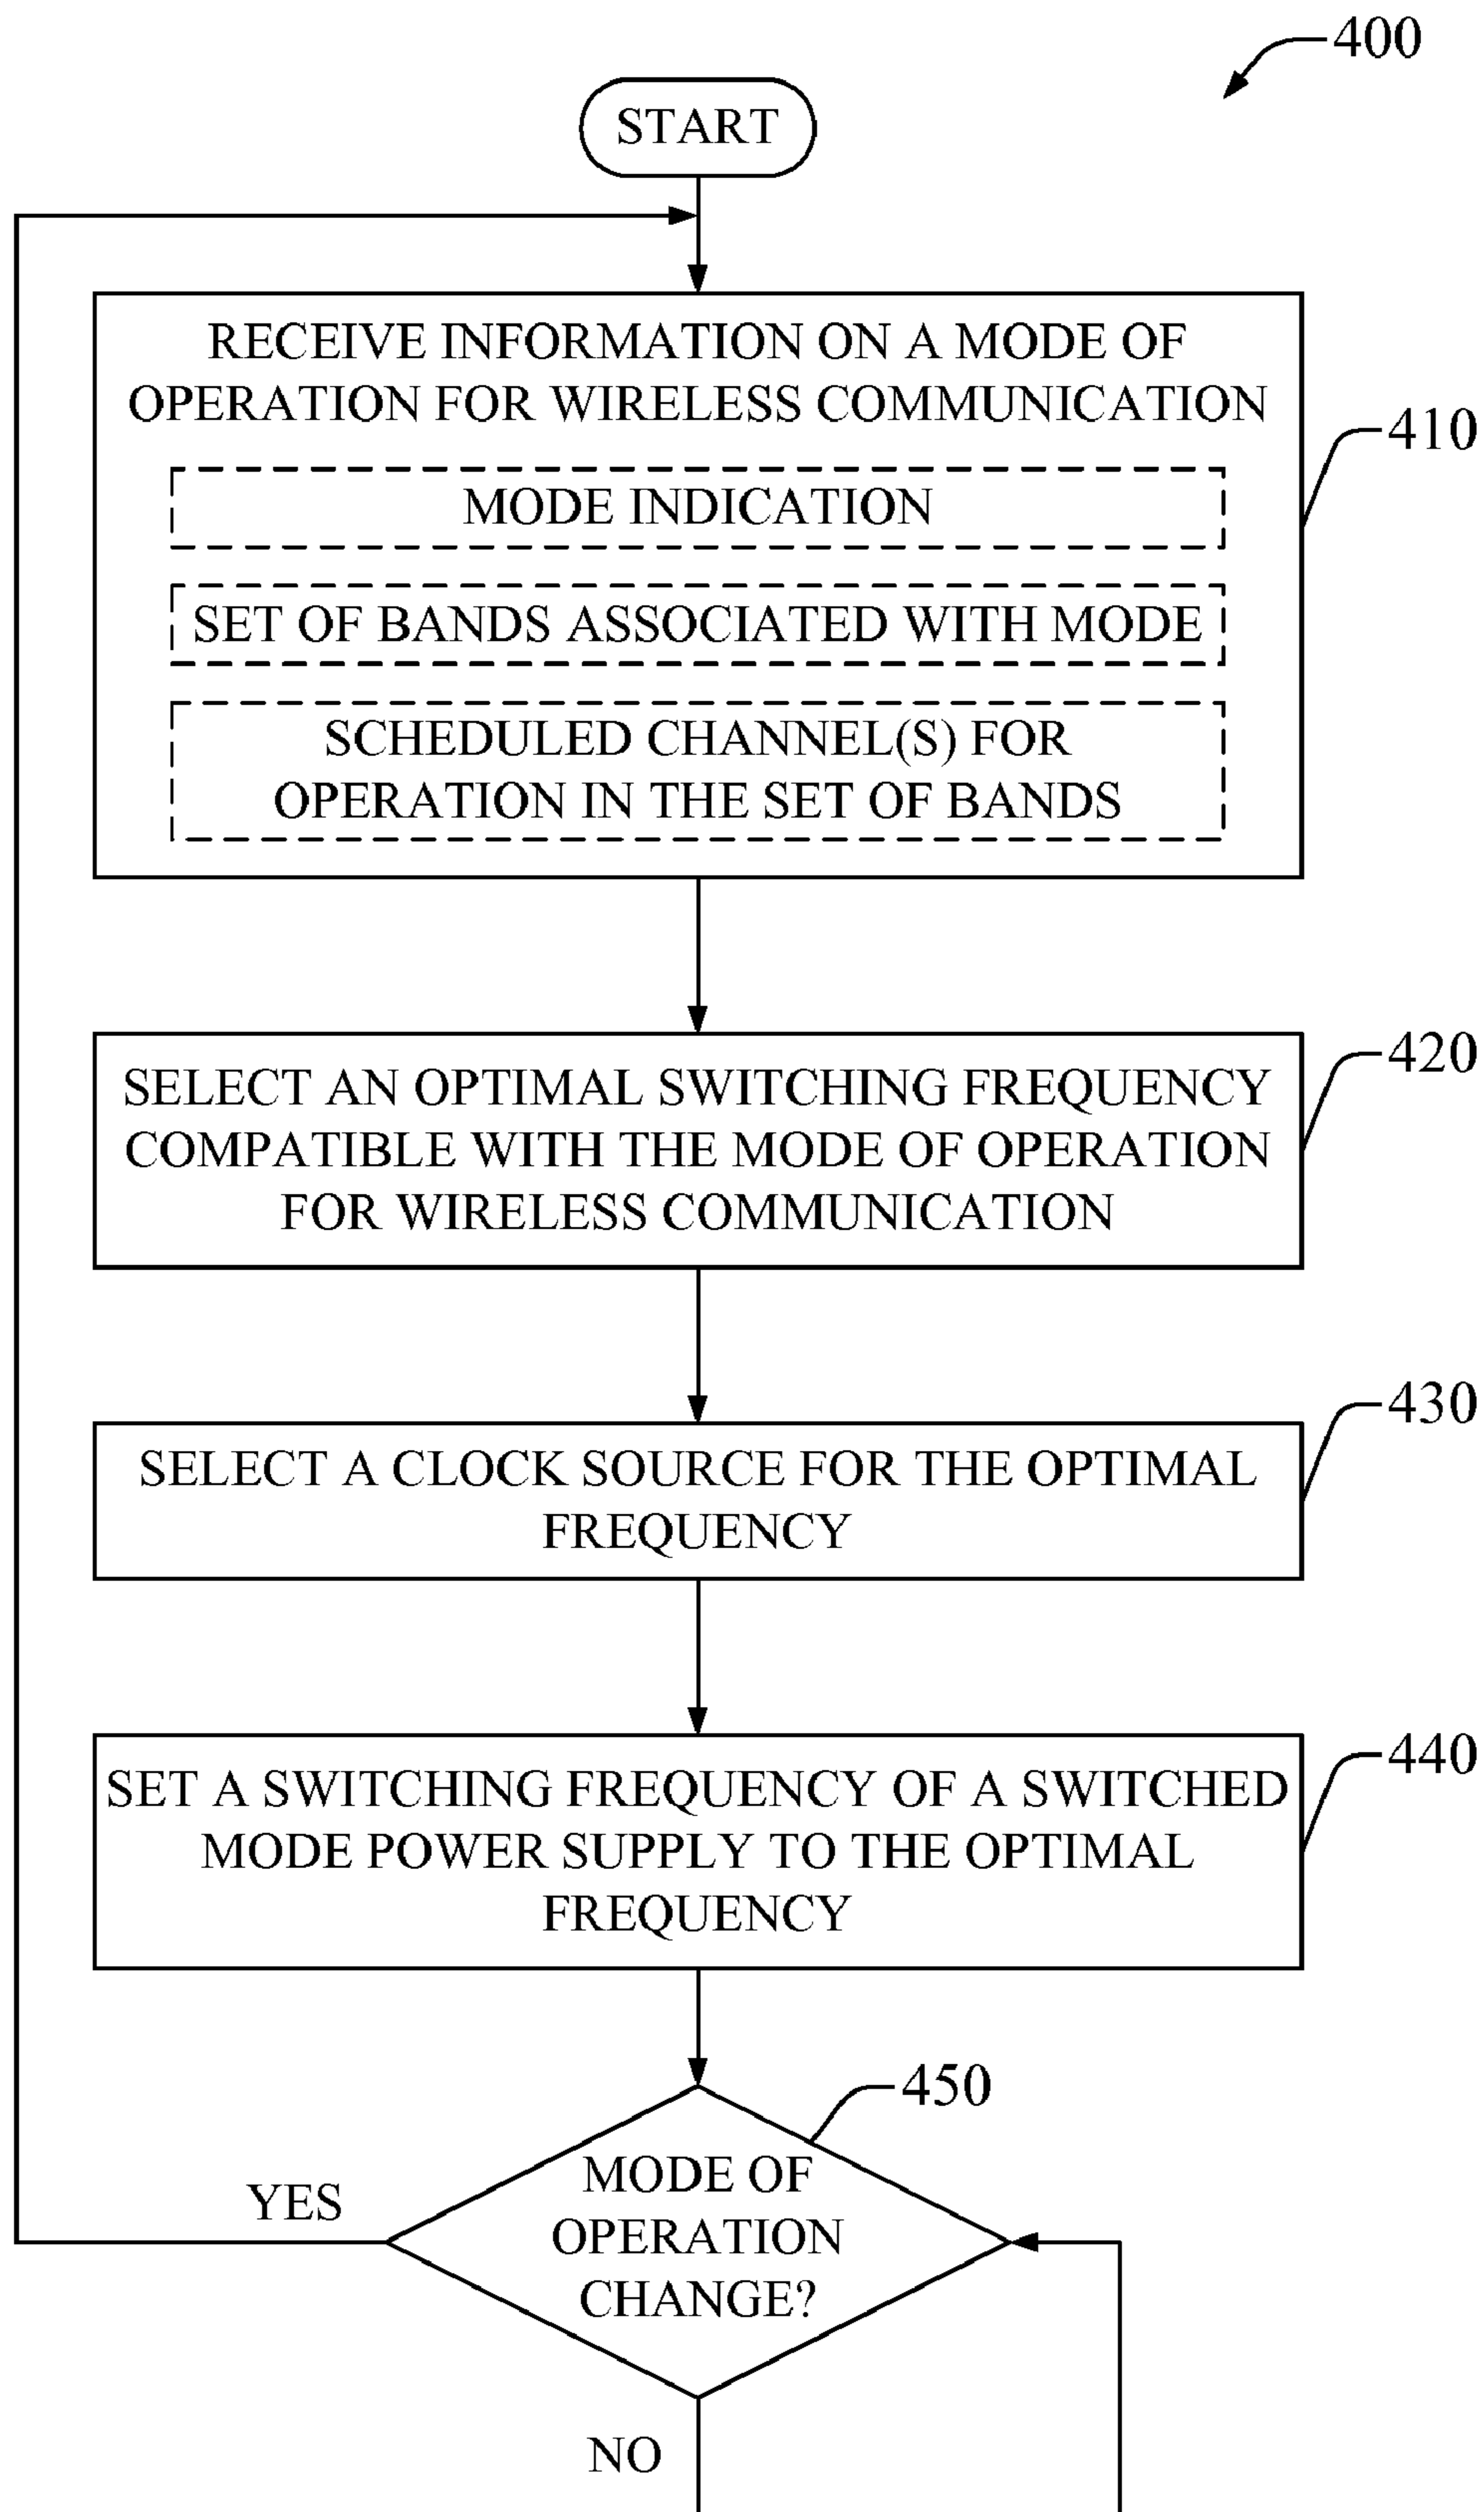 400
START
RECEIVE INFORMATION ON A MODE OF
OPERATION FOR WIRELESS COMMUNICATION
410
MODE INDICATION
SET OF BANDS ASSOCIATED WITH MODE
SCHEDULED CHANNEL(S) FOR
OPERATION IN THE SET OF BANDS
420
SELECT AN OPTIMAL SWITCHING FREQUENCY
COMPATIBLE WITH THE MODE OF OPERATION
FOR WIRELESS COMMUNICATION
430
SELECT A CLOCK SOURCE FOR THE OPTIMAL
FREQUENCY
440
SET A SWITCHING FREQUENCY OF A SWITCHED
MODE POWER SUPPLY TO THE OPTIMAL
FREQUENCY
450
MODE OF
OPERATION
CHANGE?
YES
NO